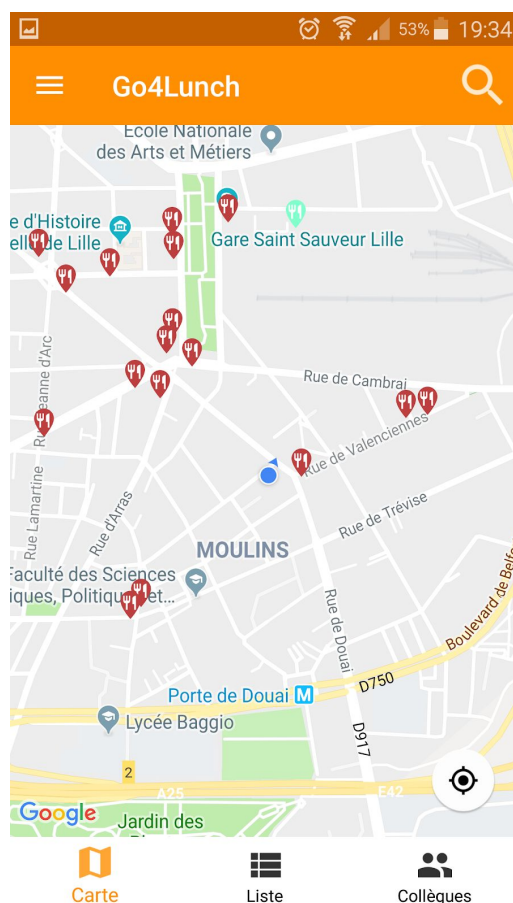 53% 19:34
Go4Lunch
Ecole Nationale
des Arts et Métiers
e d'Histoire
elle de Lille
Gare Saint Sauveur Lille
Rue Jeanne d'Arc
Rue de Cambrai
Rue de Valenciennes
Rue Lamartine
Rue d'Arras
Rue de Trévise
MOULINS
Faculté des Sciences
iques, Politiques et...
Rue de Douai
Boulevard de Belfo
D750
Porte de Douai M
Lycée Baggio
D917
2
A25
E42
Google
Jardin des
Carte
Liste
Collègues